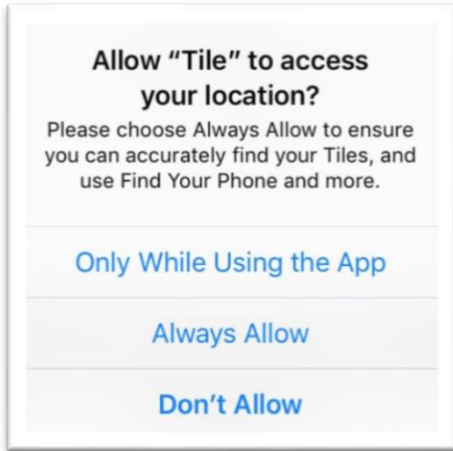 Allow “Tile” to access
your location?
Please choose Always Allow to ensure
you can accurately find your Tiles, and
use Find Your Phone and more.
Only While Using the App
Always Allow
Don’t Allow